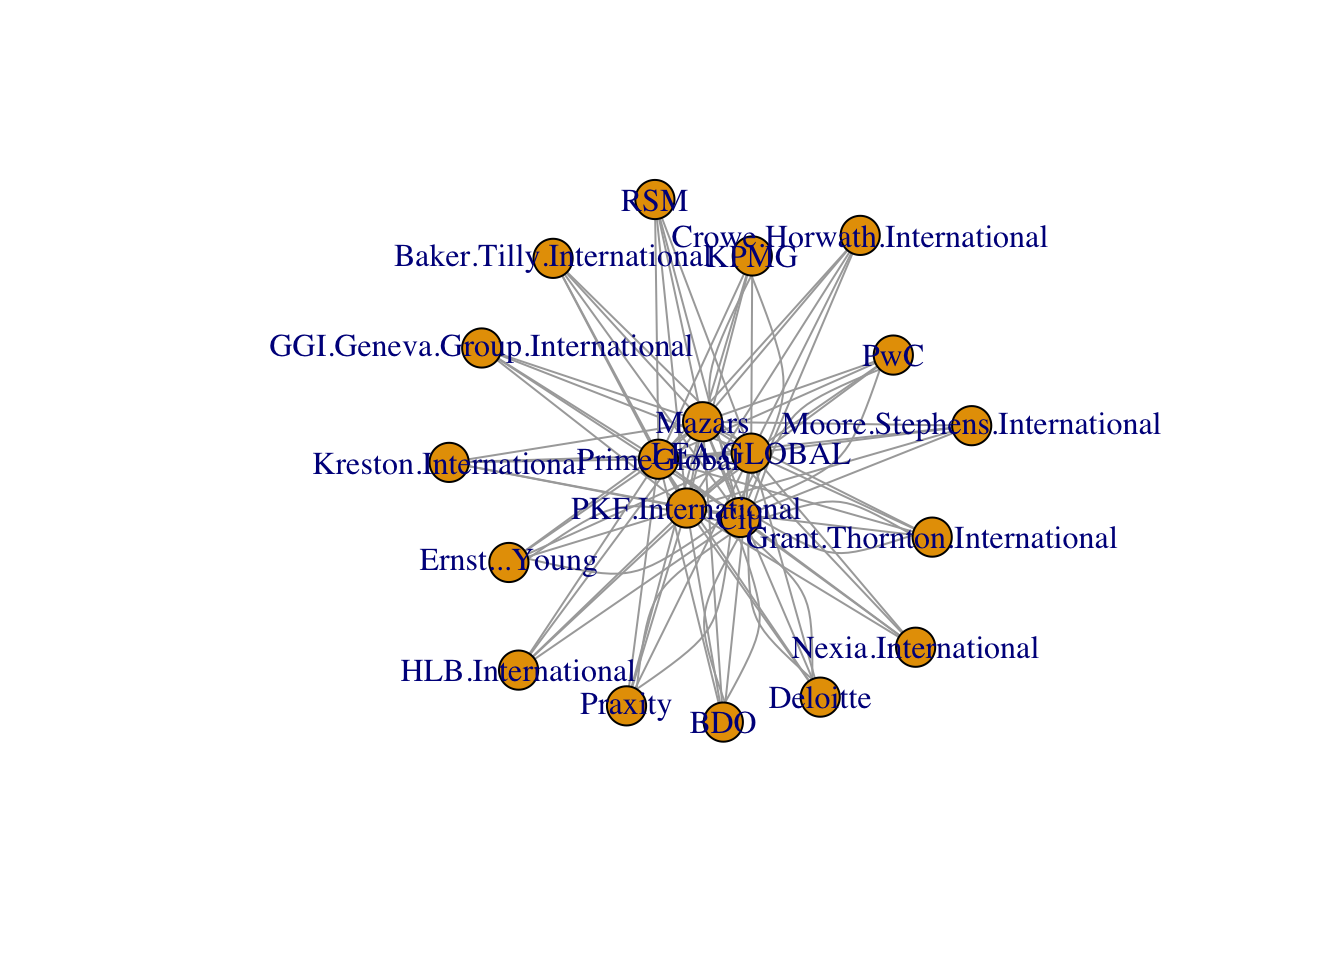 RSM
Crowe.Horwath.International
Baker.Tilly.International
KPMG
GGI.Geneva.Group.International
PwC
Mazars
Moore.Stephens.International
LEA.GLOBAL
PrimeGlobal
Kreston.International
PKF.International
Grant.Thornton.International
Ernst...Young
Nexia.International
HLB.International
Deloitte
Praxity
BDO